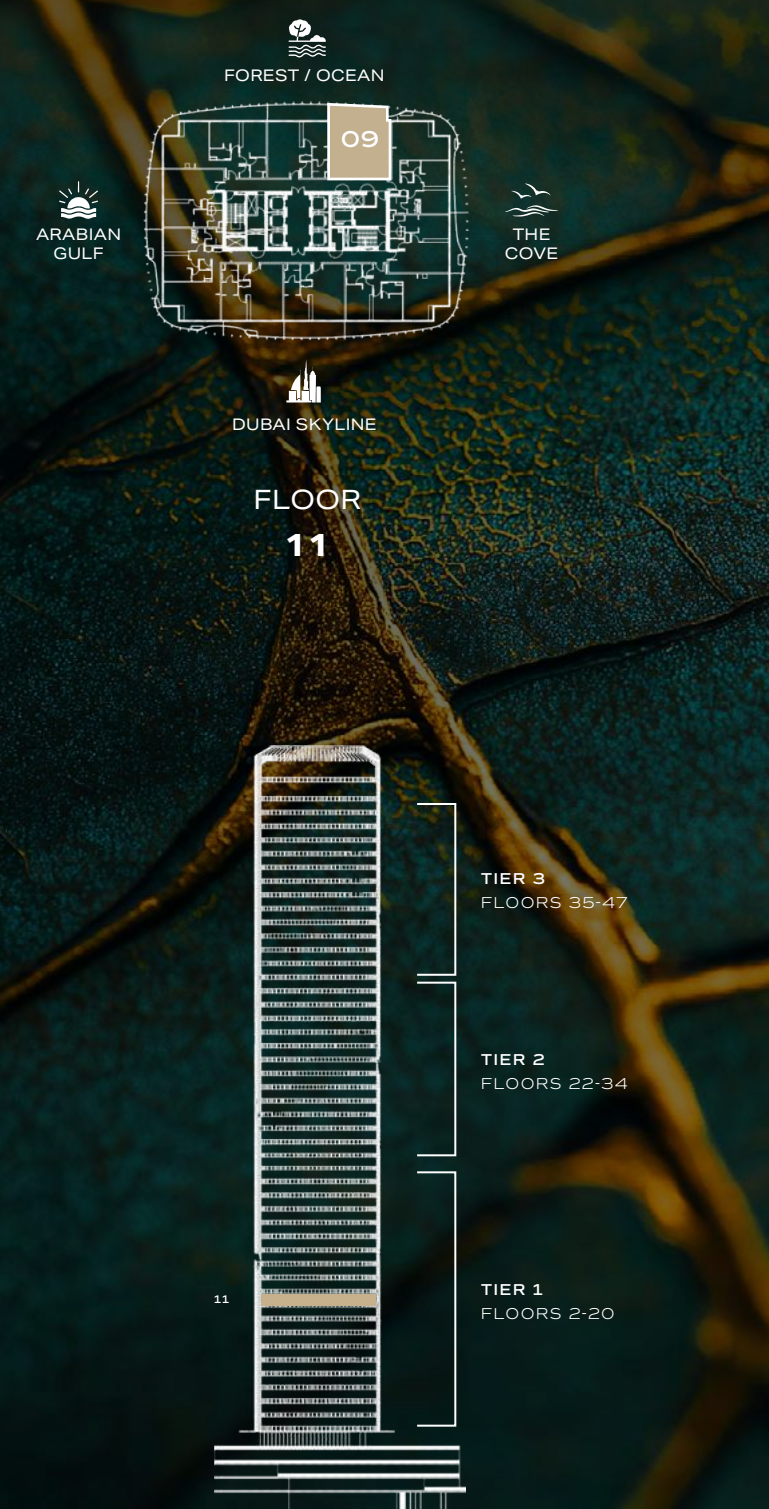 FOREST / OCEAN
09
ARABIAN
GULF
THE
COVE
DUBAI SKYLINE
FLOOR
11
TIER 3
FLOORS 35-47
TIER 2
FLOORS 22-34
11
TIER 1
FLOORS 2-20